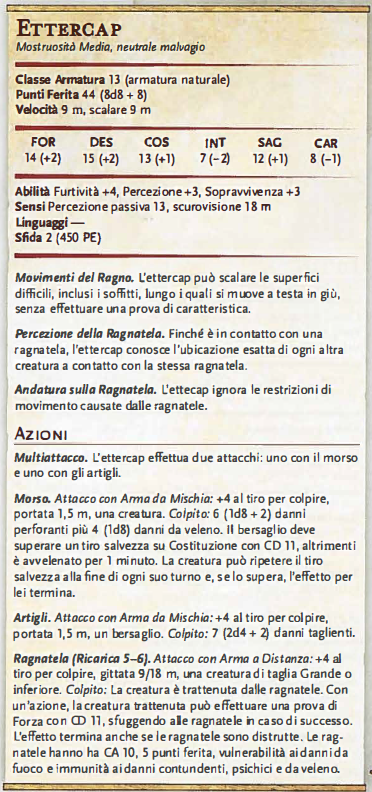 ETTERCAP
Mostruosità Media, neutrale malvagio
Classe Armatura 13 (armatura naturale)
Punti Ferita 44 (8d8 + 8)
Velocità 9 m, scalare 9 m
FOR DES COS INT SAG CAR
14 (+2) 15 (+2) 13 (+1) 7 (−2) 12 (+1) 8 (−1)
Abilità Furtività +4, Percezione +3, Sopravvivenza +3
Sensi Percezione passiva 13, scurovisione 18 m
Linguaggi —
Sfida 2 (450 PE)
Movimenti del Ragno. L'ettercap può scalare le superfici
difficili, inclusi i soffitti, lungo i quali si muove a testa in giù,
senza effettuare una prova di caratteristica.
Percezione della Ragnatela. Finché è in contatto con una
ragnatela, l'ettercap conosce l'ubicazione esatta di ogni altra
creatura a contatto con la stessa ragnatela.
Andatura sulla Ragnatela. L'ettecap ignora le restrizioni di
movimento causate dalle ragnatele.
AZIONI
Multiattacco. L'ettercap effettua due attacchi: uno con il morso
e uno con gli artigli.
Morso. Attacco con Arma da Mischia: +4 al tiro per colpire,
portata 1,5 m, una creatura. Colpito: 6 (1d8 + 2) danni
perforanti più 4 (1d8) danni da veleno. Il bersaglio deve
superare un tiro salvezza su Costituzione con CD 11, altrimenti
è avvelenato per 1 minuto. La creatura può ripetere il tiro
salvezza alla fine di ogni suo turno e, se lo supera, l'effetto per
lei termina.
Artigli. Attacco con Arma da Mischia: +4 al tiro per colpire,
portata 1,5 m, un bersaglio. Colpito: 7 (2d4 + 2) danni taglienti.
Ragnatela (Ricarica 5–6). Attacco con Arma a Distanza: +4 al
tiro per colpire, gittata 9/18 m, una creatura di taglia Grande o
inferiore. Colpito: La creatura è trattenuta dalle ragnatele. Con
un'azione, la creatura trattenuta può effettuare una prova di
Forza con CD 11, sfuggendo alle ragnatele in caso di successo.
L'effetto termina anche se le ragnatele sono distrutte. Le rag-
natele hanno ha CA 10, 5 punti ferita, vulnerabilità ai danni da
fuoco e immunità ai danni contundenti, psichici e da veleno.